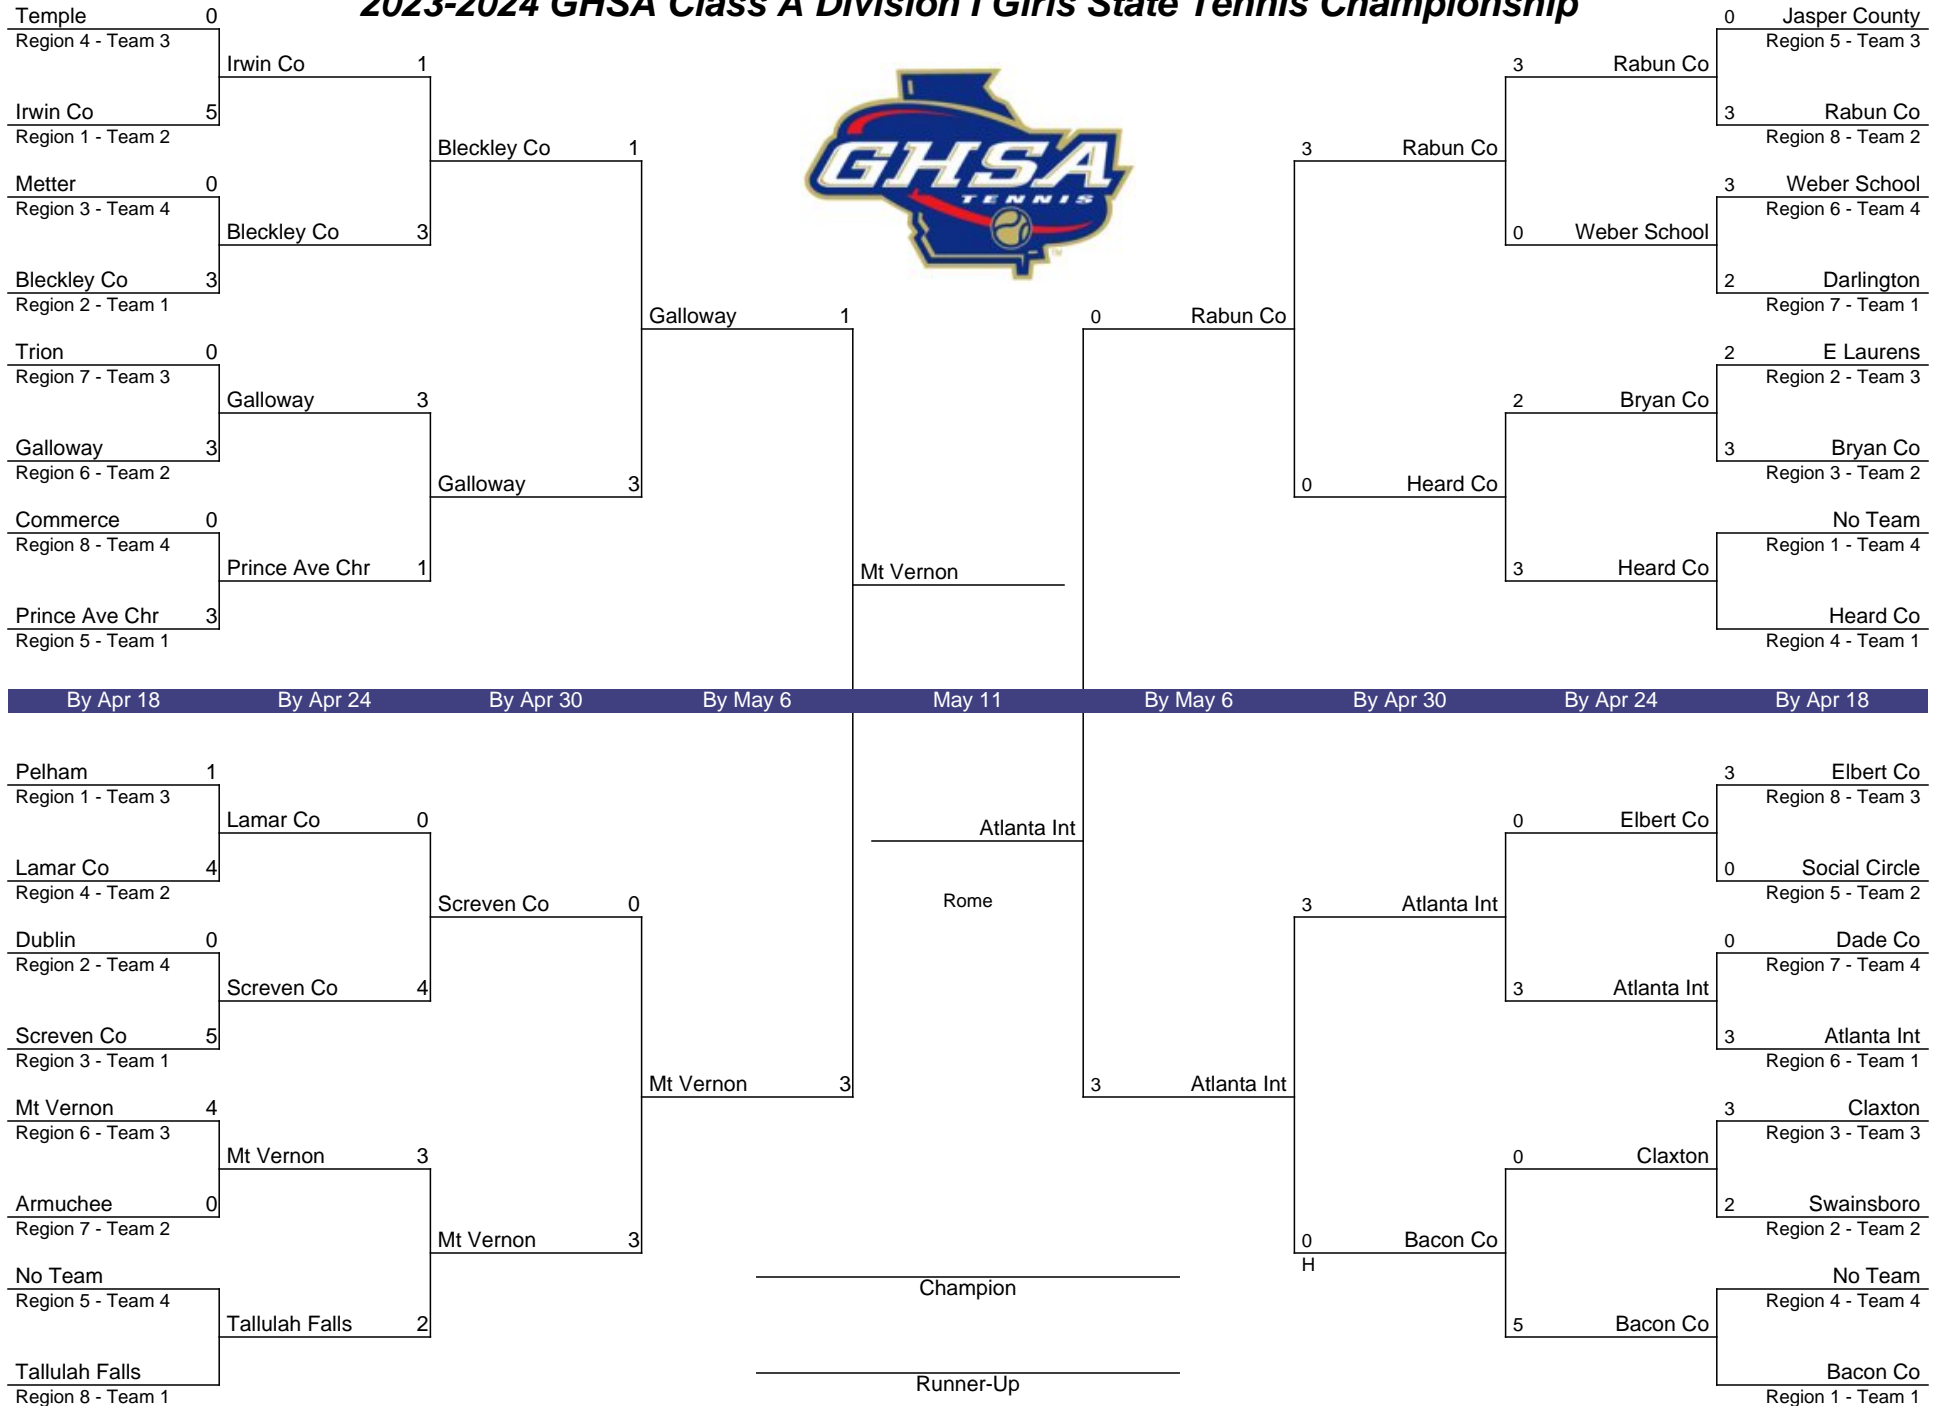 2023-2024 GHSA Class A Division I Girls State Tennis Championship
Temple 0
Region 4 - Team 3
Irwin Co 1
Irwin Co 5
Region 1 - Team 2
Bleckley Co 1
Metter 0
Region 3 - Team 4
Bleckley Co 3
Bleckley Co 3
Region 2 - Team 1
Galloway 1
Trion 0
Region 7 - Team 3
Galloway 3
Galloway 3
Region 6 - Team 2
Galloway 3
Commerce 0
Region 8 - Team 4
Prince Ave Chr 1
Prince Ave Chr 3
Region 5 - Team 1
Mt Vernon
GHSA
TENNIS
TM
0 Jasper County
Region 5 - Team 3
3 Rabun Co
3 Rabun Co
Region 8 - Team 2
3 Rabun Co
3 Weber School
Region 6 - Team 4
0 Weber School
2 Darlington
Region 7 - Team 1
0 Rabun Co
2 E Laurens
Region 2 - Team 3
2 Bryan Co
3 Bryan Co
Region 3 - Team 2
0 Heard Co
No Team
Region 1 - Team 4
3 Heard Co
Heard Co
Region 4 - Team 1
By Apr 18 By Apr 24 By Apr 30 By May 6 May 11 By May 6 By Apr 30 By Apr 24 By Apr 18
Pelham 1
Region 1 - Team 3
Lamar Co 0
Lamar Co 4
Region 4 - Team 2
Screven Co 0
Dublin 0
Region 2 - Team 4
Screven Co 4
Screven Co 5
Region 3 - Team 1
Mt Vernon 3
Mt Vernon 4
Region 6 - Team 3
Mt Vernon 3
Armuchee 0
Region 7 - Team 2
Mt Vernon 3
No Team
Region 5 - Team 4
Tallulah Falls 2
Tallulah Falls
Region 8 - Team 1
Atlanta Int
Rome
Champion
Runner-Up
3 Elbert Co
Region 8 - Team 3
0 Elbert Co
0 Social Circle
Region 5 - Team 2
3 Atlanta Int
0 Dade Co
Region 7 - Team 4
3 Atlanta Int
3 Atlanta Int
Region 6 - Team 1
3 Atlanta Int
3 Claxton
Region 3 - Team 3
0 Claxton
2 Swainsboro
Region 2 - Team 2
0 Bacon Co
H
No Team
Region 4 - Team 4
5 Bacon Co
Bacon Co
Region 1 - Team 1